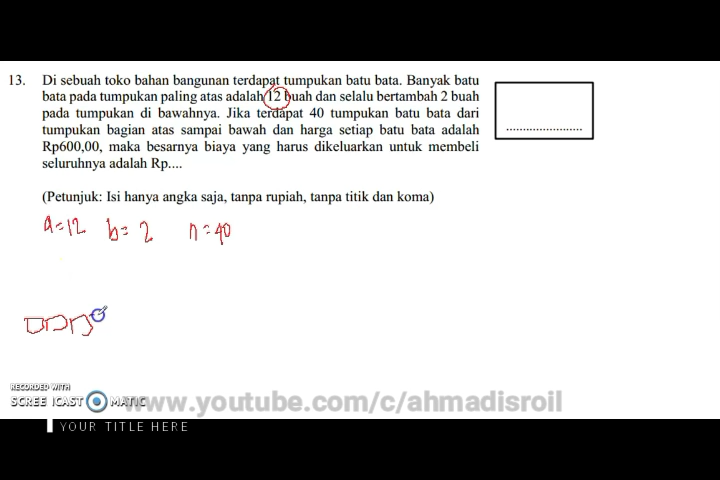 13. Di sebuah toko bahan bangunan terdapat tumpukan batu bata. Banyak batu
bata pada tumpukan paling atas adalah 12 buah dan selalu bertambah 2 buah
pada tumpukan di bawahnya. Jika terdapat 40 tumpukan batu bata dari
tumpukan bagian atas sampai bawah dan harga setiap batu bata adalah
Rp600,00, maka besarnya biaya yang harus dikeluarkan untuk membeli
seluruhnya adalah Rp....
.......................
(Petunjuk: Isi hanya angka saja, tanpa rupiah, tanpa titik dan koma)
a=12 b=2 n=40
RECORDED WITH
SCREENCAST MATIC
www.youtube.com/c/ahmadisroil
YOUR TITLE HERE